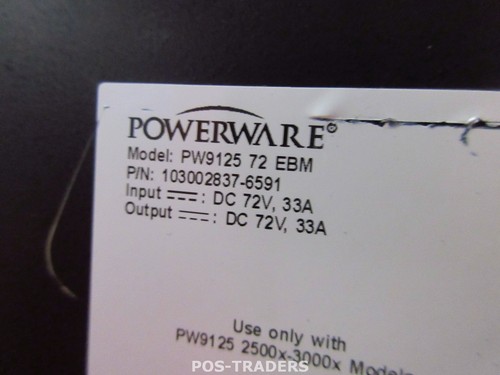 POWERWARE®
Model: PW9125 72 EBM
P/N: 103002837-6591
Input ⎓: DC 72V, 33A
Output ⎓: DC 72V, 33A
Use only with
PW9125 2500x-3000x Models
POS-TRADERS